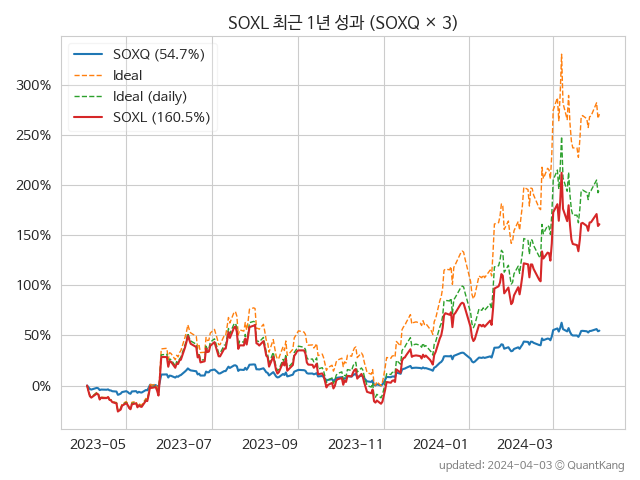 SOXL 최근 1년 성과 (SOXQ × 3)
SOXQ (54.7%)
Ideal
Ideal (daily)
SOXL (160.5%)
300%
250%
200%
150%
100%
50%
0%
2023-05 2023-07 2023-09 2023-11 2024-01 2024-03
updated: 2024-04-03 © QuantKang